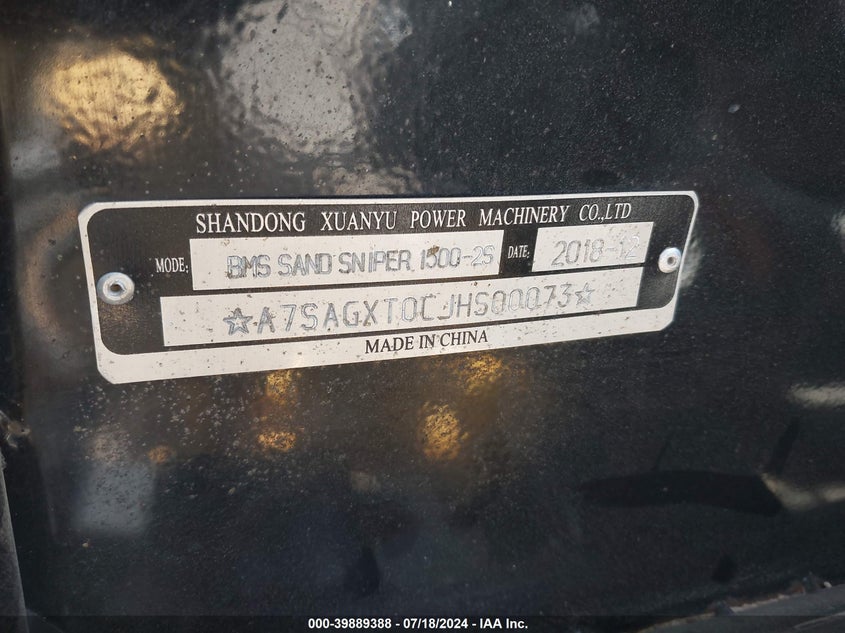 SHANDONG XUANYU POWER MACHINERY CO.,LTD
MODE: BMS SAND SNIPER 1500-2S DATE: 2018-12
☆A7SAGXT0CJHS00073☆
MADE IN CHINA
000-39889388 - 07/18/2024 - IAA Inc.